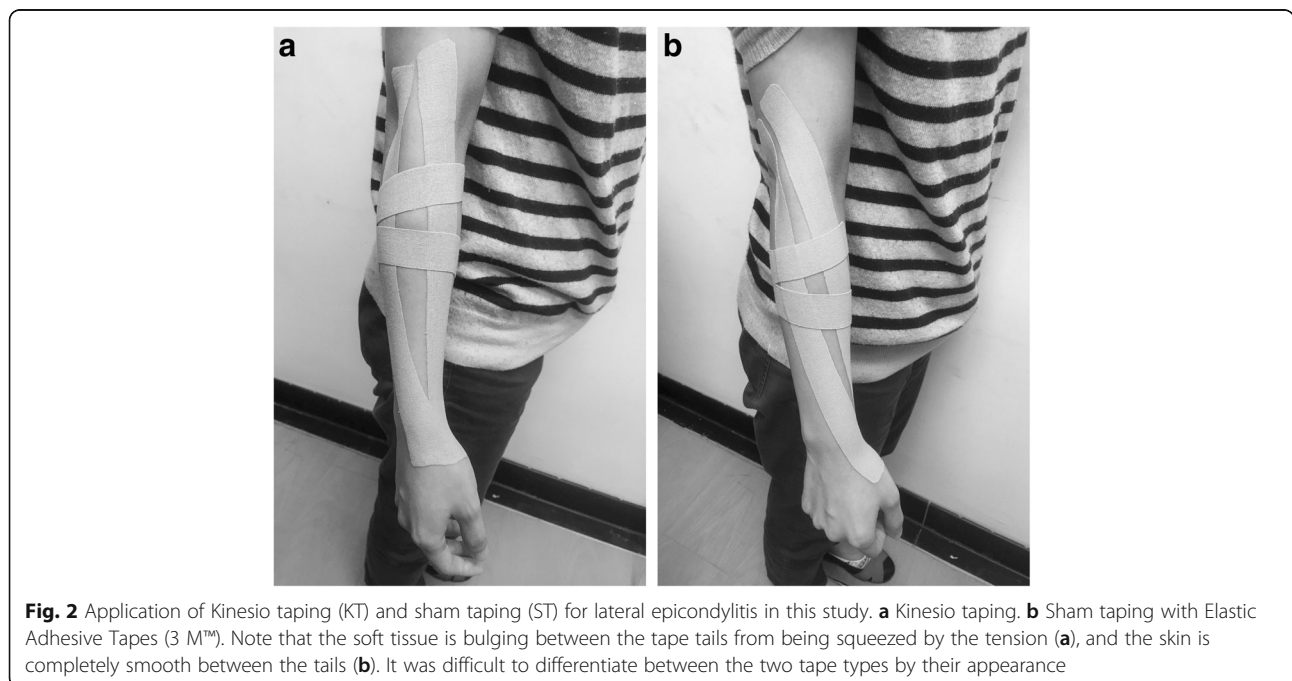 a
b
Fig. 2 Application of Kinesio taping (KT) and sham taping (ST) for lateral epicondylitis in this study. a Kinesio taping. b Sham taping with Elastic
Adhesive Tapes (3 M™). Note that the soft tissue is bulging between the tape tails from being squeezed by the tension (a), and the skin is
completely smooth between the tails (b). It was difficult to differentiate between the two tape types by their appearance